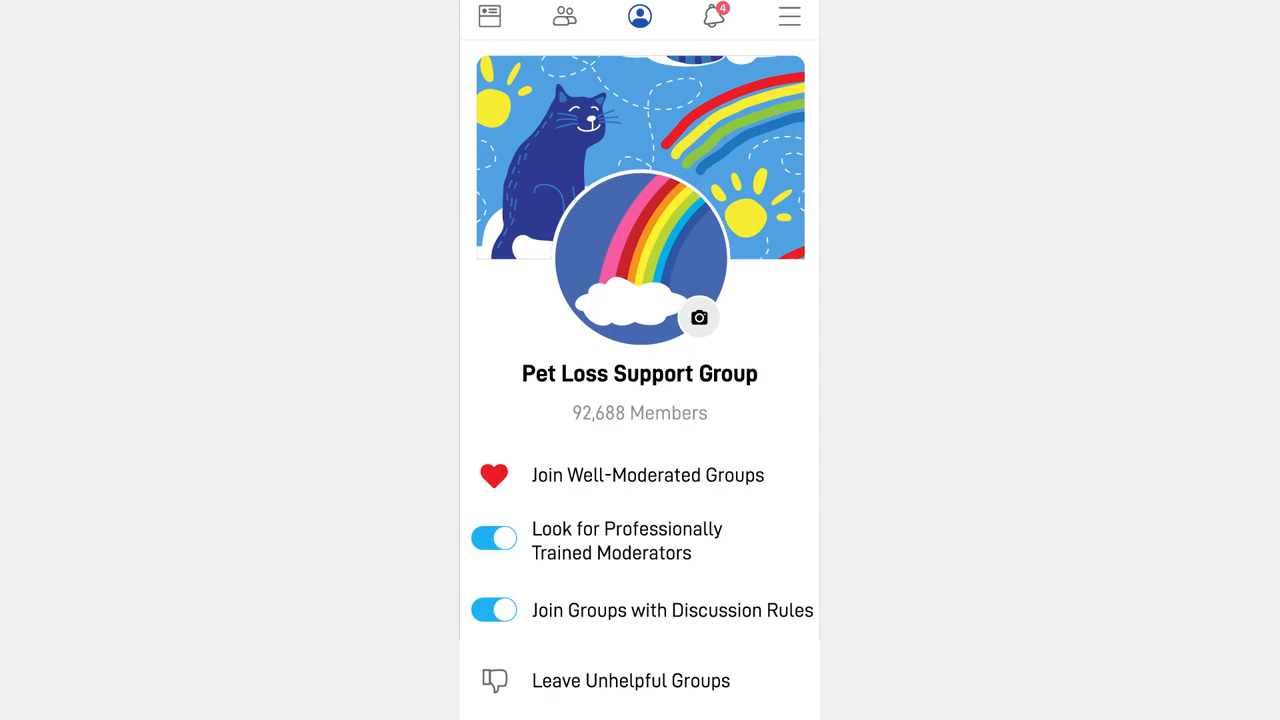 4
Pet Loss Support Group
92,688 Members
Join Well-Moderated Groups
Look for Professionally
Trained Moderators
Join Groups with Discussion Rules
Leave Unhelpful Groups